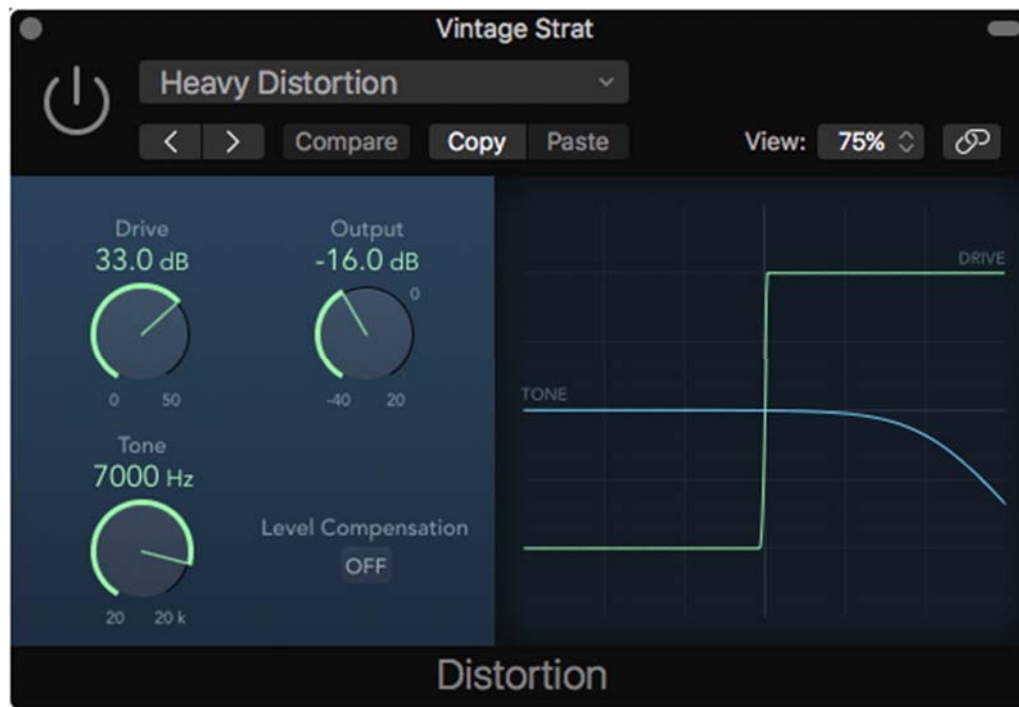 Vintage Strat
Heavy Distortion
Compare Copy Paste View: 75%
Drive Output
33.0 dB -16.0 dB
0
DRIVE
0 50 -40 20
TONE
Tone
7000 Hz
Level Compensation
OFF
20 20 k
Distortion